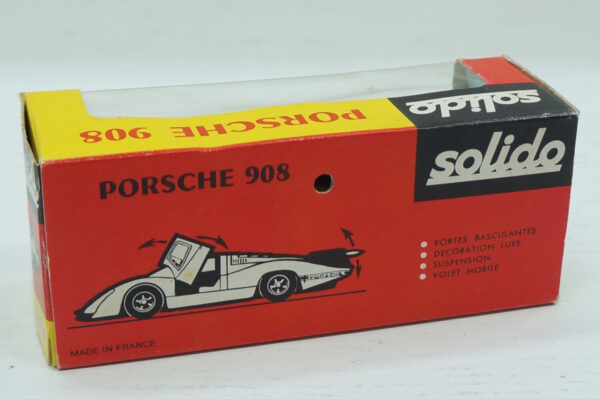 solido
PORSCHE 908
PORSCHE 908
solido
PORTES BASCULANTES
DECORATION LUXE
SUSPENSION
VOLET MOBILE
MADE IN FRANCE